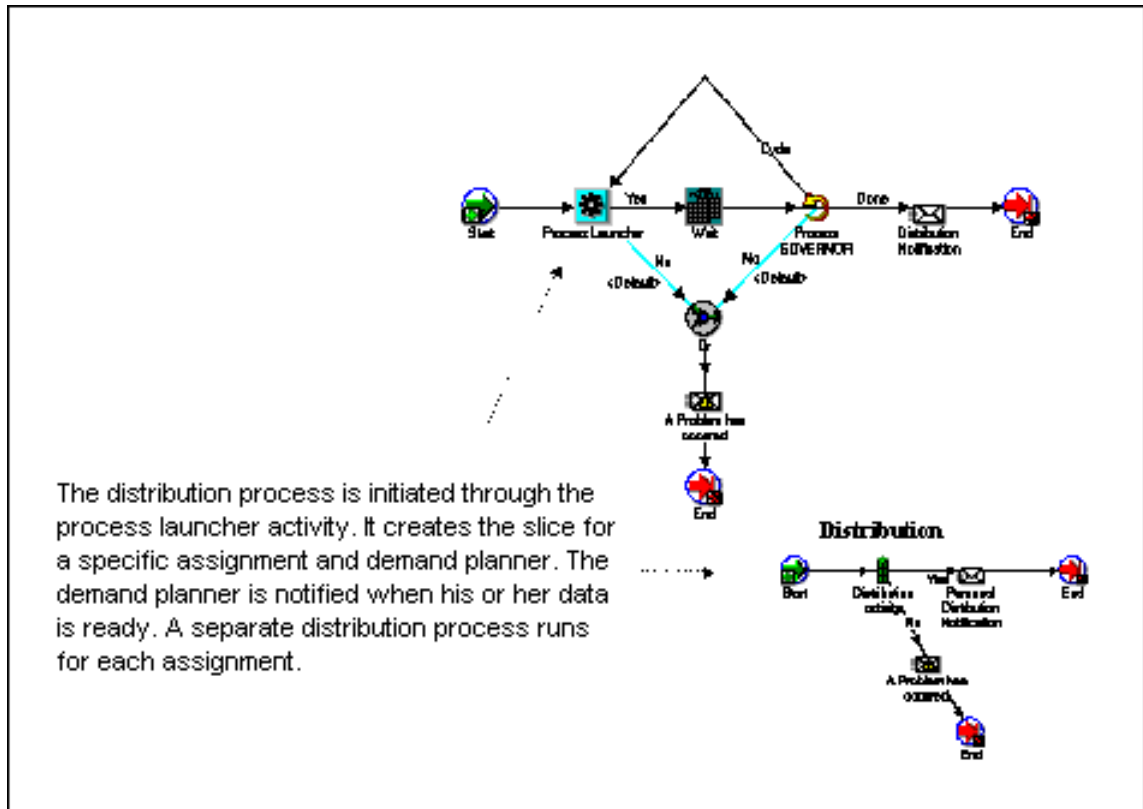 Cycle
Yes
Done
Start
Process Launcher
Wait
Process
GOVERNOR
Distribution
Notification
End
No
<Default>
No
<Default>
Or
A Problem has
occurred
End
The distribution process is initiated through the
process launcher activity. It creates the slice for
a specific assignment and demand planner. The
demand planner is notified when his or her data
is ready. A separate distribution process runs
for each assignment.
Distribution
Start
Distribution
activity
Yes
Personal
Distribution
Notification
End
No
A Problem has
occurred
End